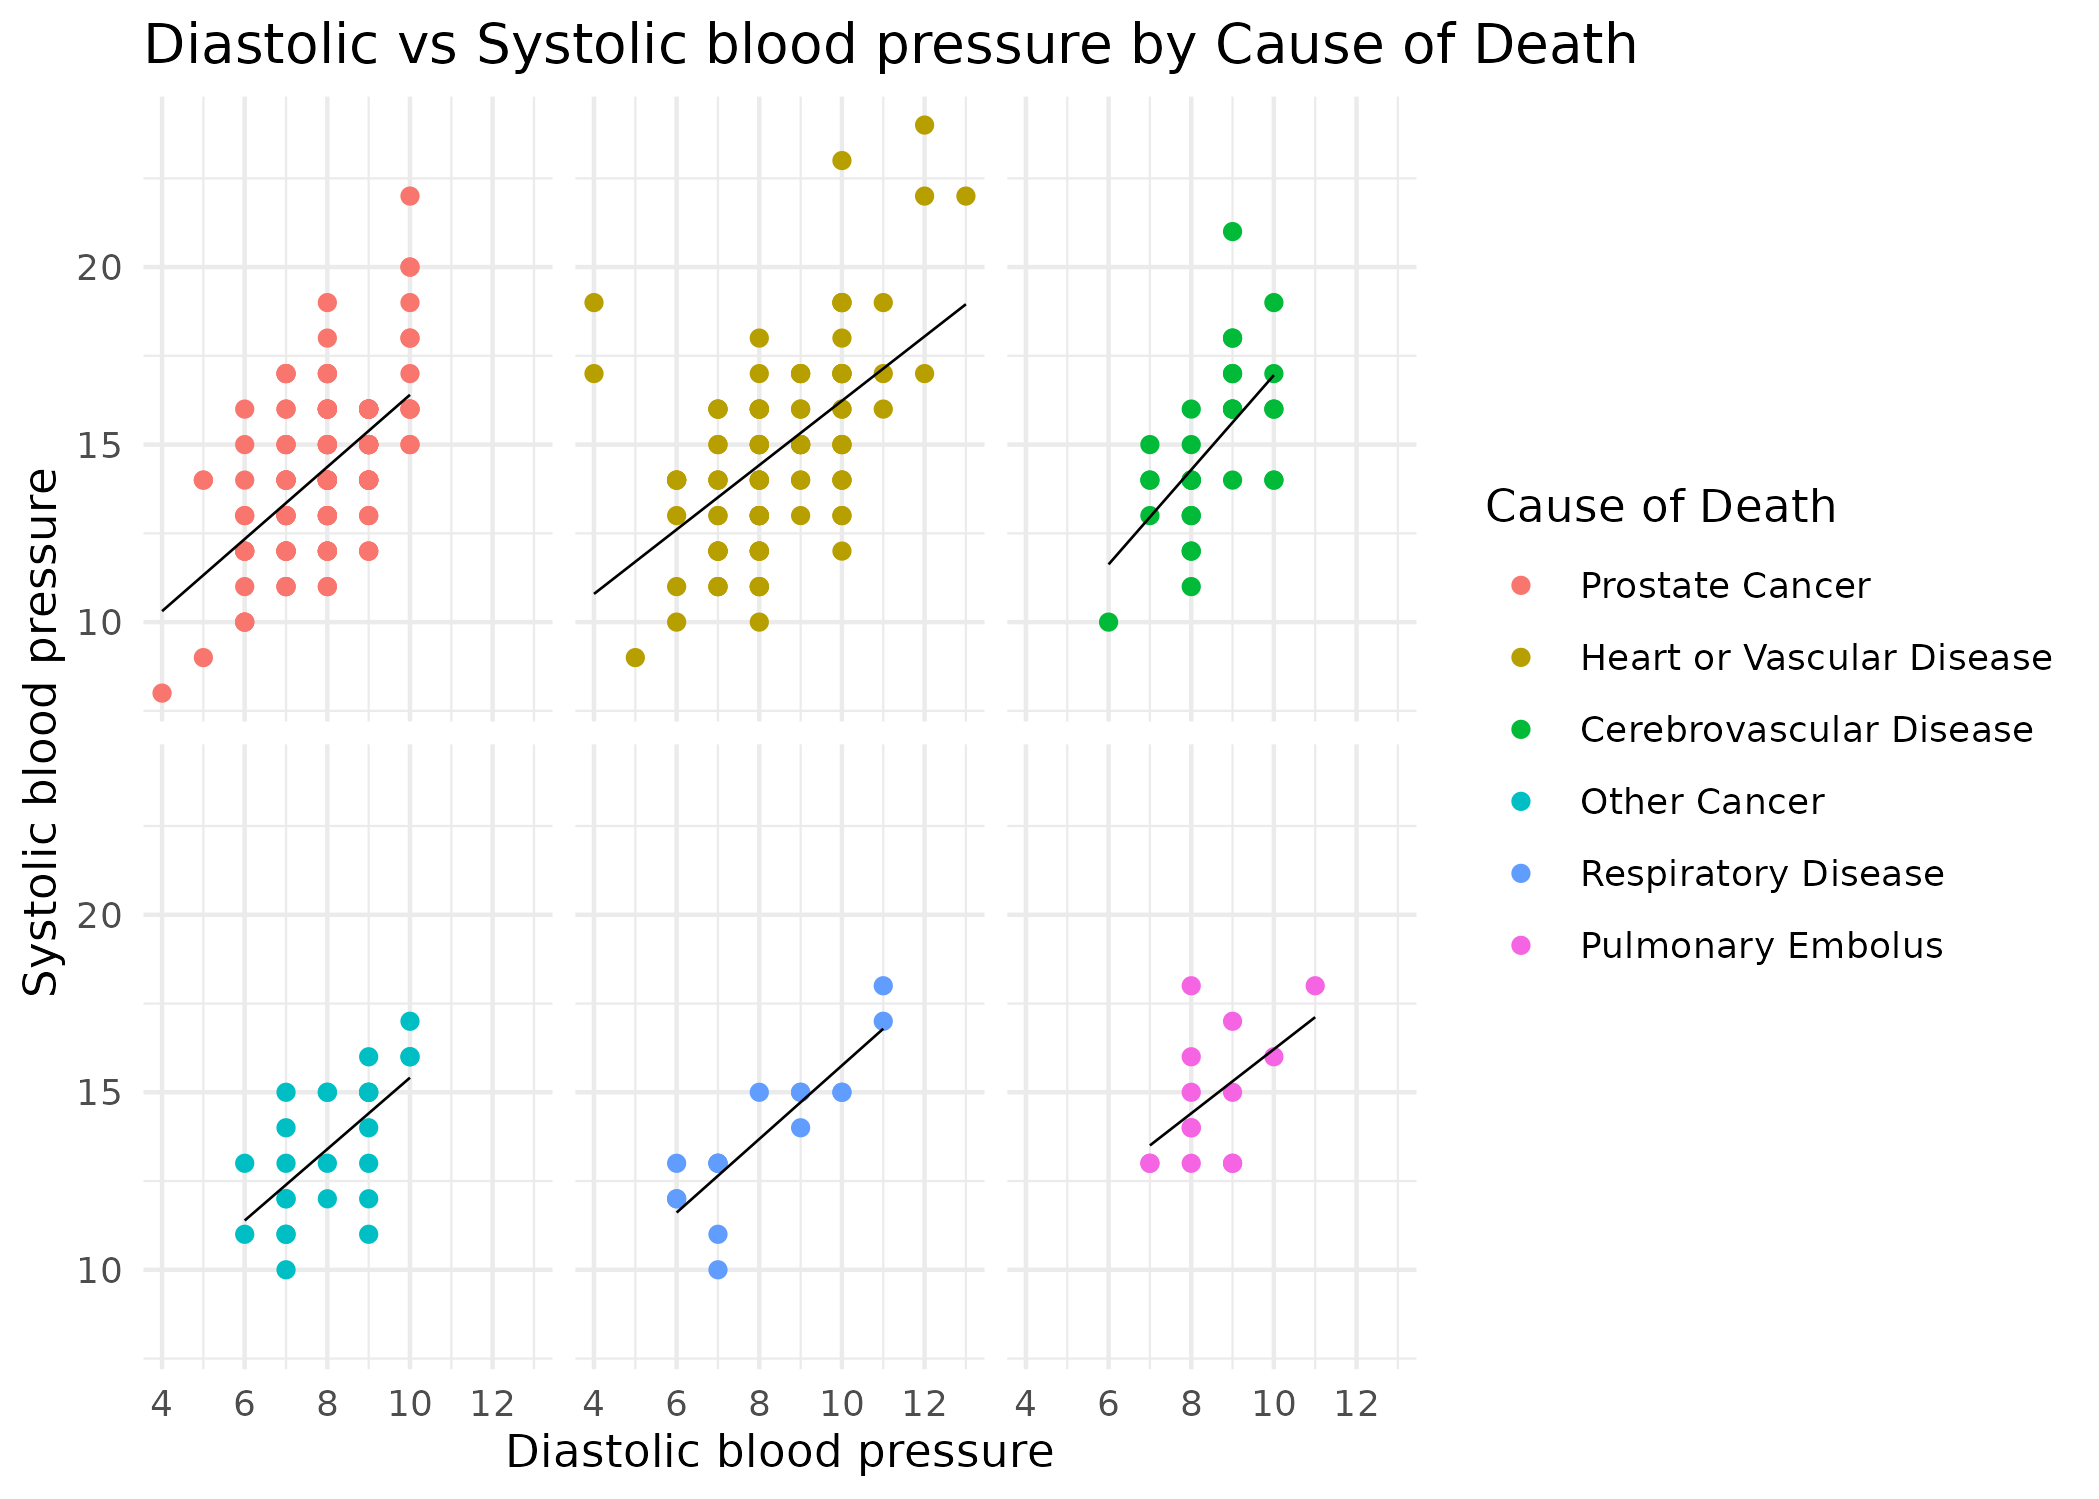 Diastolic vs Systolic blood pressure by Cause of Death
Systolic blood pressure
20
15
10
20
15
10
4 6 8 10 12 4 6 8 10 12 4 6 8 10 12
Diastolic blood pressure
Cause of Death
Prostate Cancer
Heart or Vascular Disease
Cerebrovascular Disease
Other Cancer
Respiratory Disease
Pulmonary Embolus